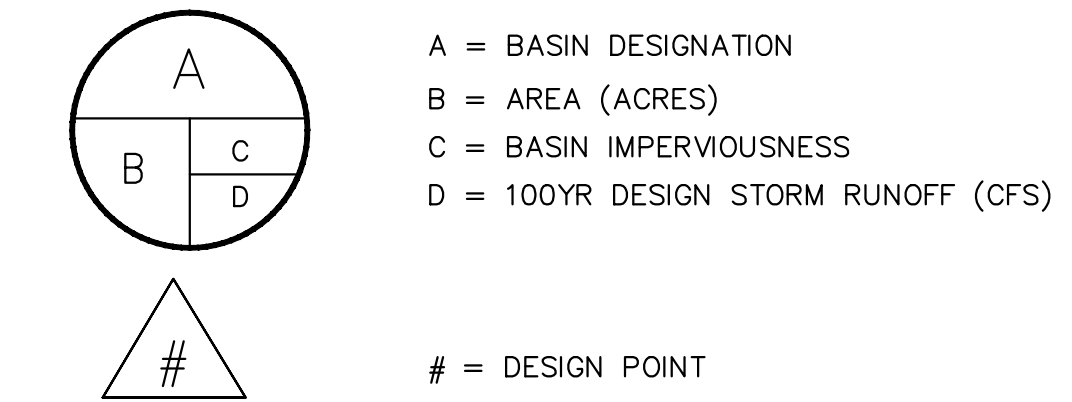 A
B
C
D
A = BASIN DESIGNATION
B = AREA (ACRES)
C = BASIN IMPERVIOUSNESS
D = 100YR DESIGN STORM RUNOFF (CFS)
#
# = DESIGN POINT